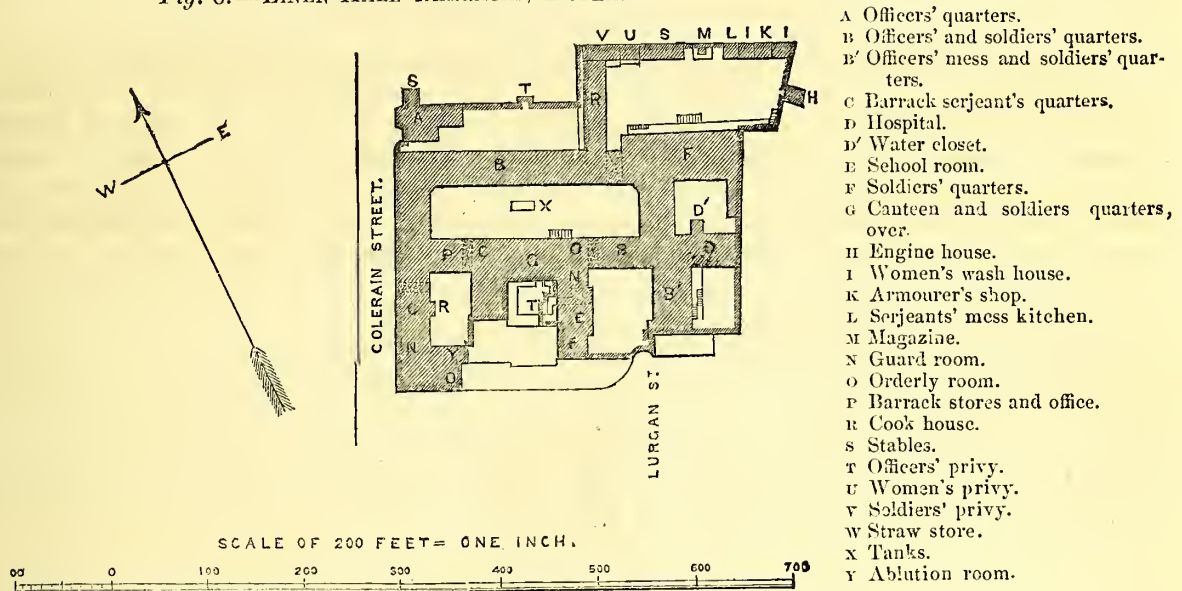 Fig.
V U S M L I K I
S
T
A
R
H
E
W
B
F
X
D'
P C
G
O
B
D
N
B'
R
T
C
E
N
Y
F
O
COLERAIN STREET.
LURGAN ST.
SCALE OF 200 FEET= ONE INCH.
00 0 100 200 300 400 500 600 700
A Officers' quarters.
B Officers' and soldiers' quarters.
B' Officers' mess and soldiers' quar-
ters.
C Barrack serjeant's quarters.
D Hospital.
D' Water closet.
E School room.
F Soldiers' quarters.
G Canteen and soldiers quarters,
over.
H Engine house.
I Women's wash house.
K Armourer's shop.
L Serjeants' mess kitchen.
M Magazine.
N Guard room.
O Orderly room.
P Barrack stores and office.
R Cook house.
S Stables.
T Officers' privy.
U Women's privy.
V Soldiers' privy.
W Straw store.
X Tanks.
Y Ablution room.